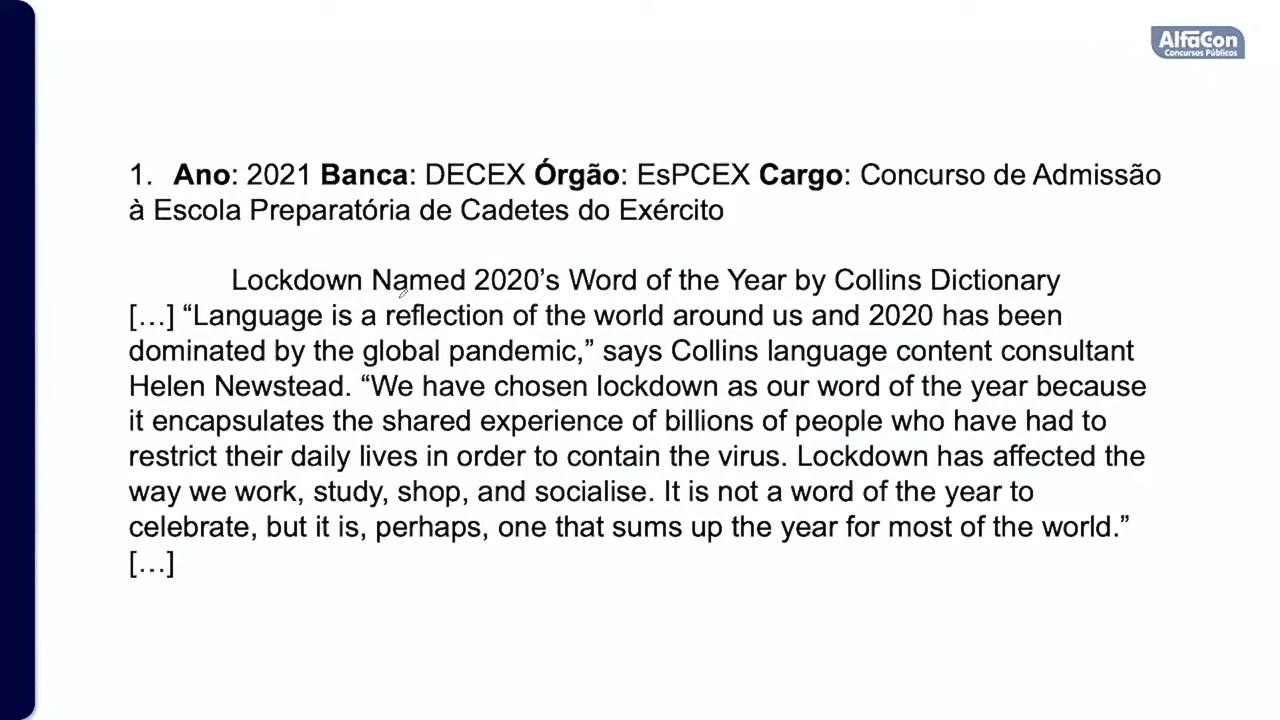 AlfaCon
Concursos Públicos
1. Ano: 2021 Banca: DECEX Órgão: EsPCEX Cargo: Concurso de Admissão
à Escola Preparatória de Cadetes do Exército
Lockdown Named 2020’s Word of the Year by Collins Dictionary
[…] “Language is a reflection of the world around us and 2020 has been
dominated by the global pandemic,” says Collins language content consultant
Helen Newstead. “We have chosen lockdown as our word of the year because
it encapsulates the shared experience of billions of people who have had to
restrict their daily lives in order to contain the virus. Lockdown has affected the
way we work, study, shop, and socialise. It is not a word of the year to
celebrate, but it is, perhaps, one that sums up the year for most of the world.”
[…]